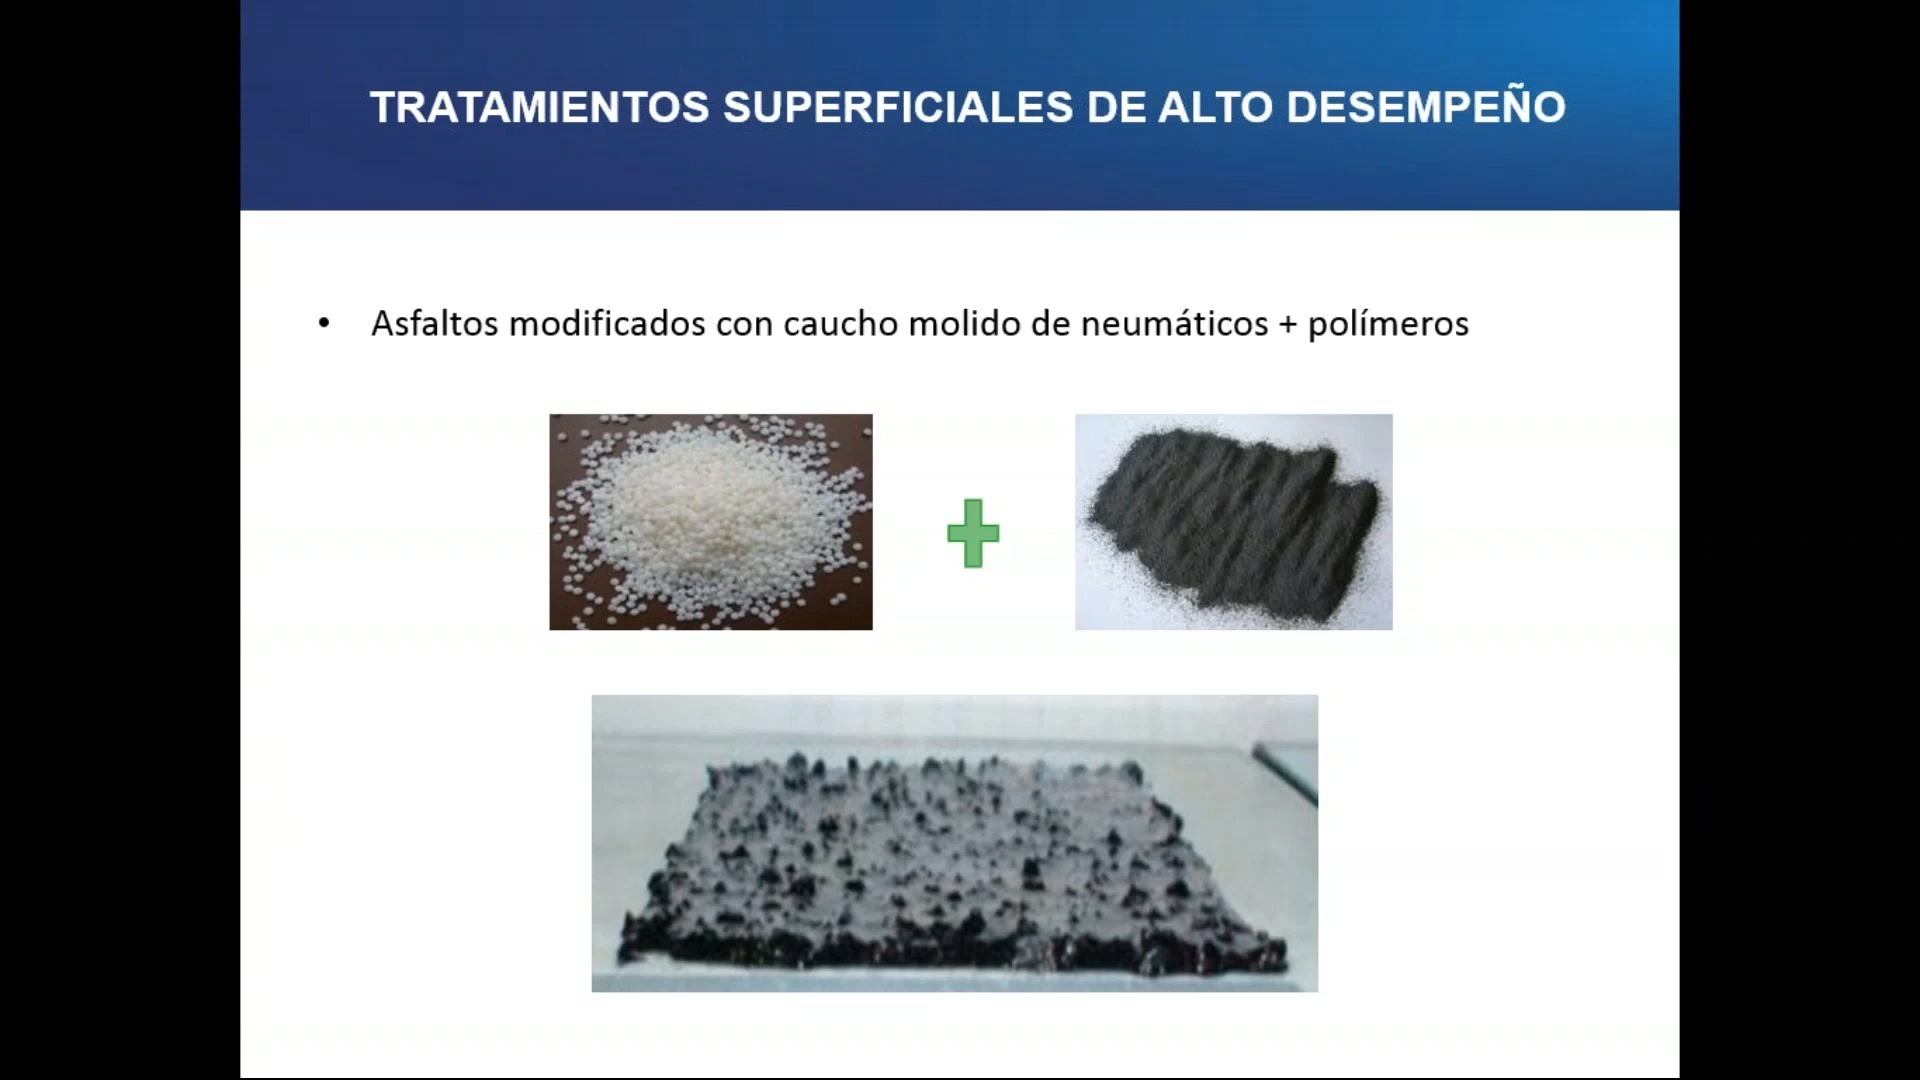 TRATAMIENTOS SUPERFICIALES DE ALTO DESEMPEÑO
• Asfaltos modificados con caucho molido de neumáticos + polímeros